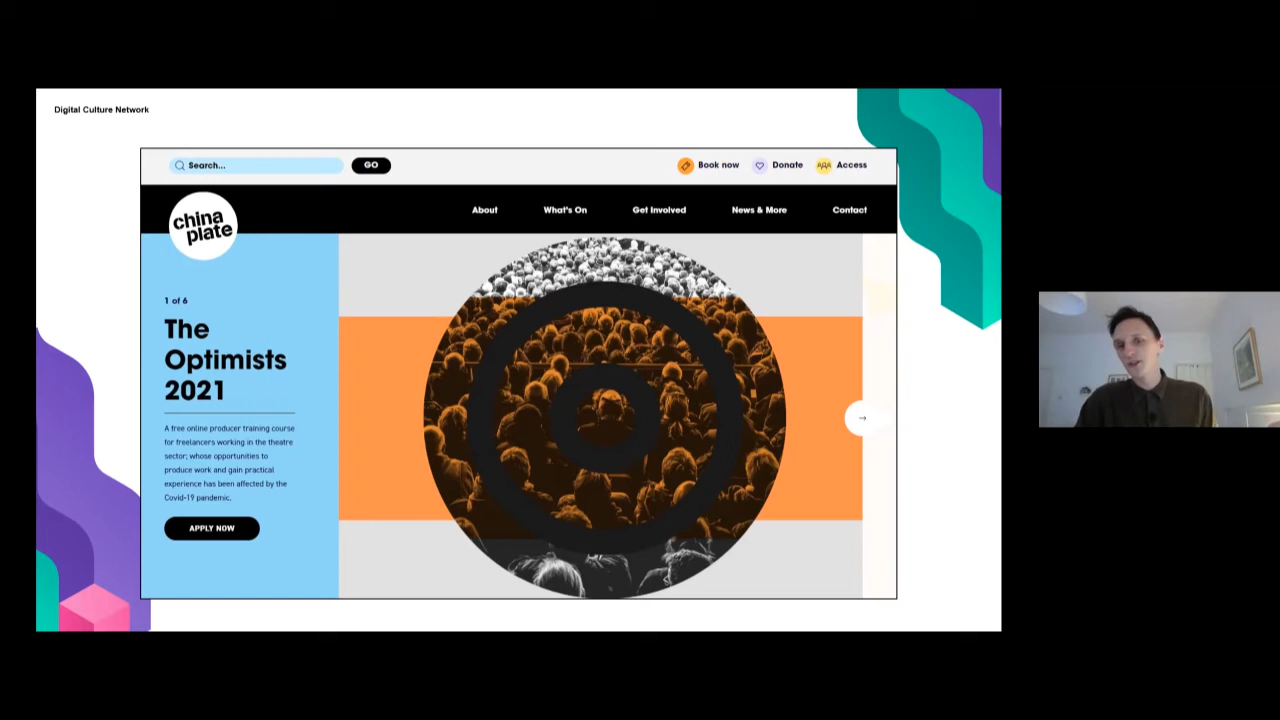 Digital Culture Network
Search...
GO
Book now
Donate
AAA
Access
china
plate
About
What's On
Get Involved
News & More
Contact
1 of 6
The
Optimists
2021
A free online producer training course
for freelancers working in the theatre
sector; whose opportunities to
produce work and gain practical
experience has been affected by the
Covid-19 pandemic.
APPLY NOW